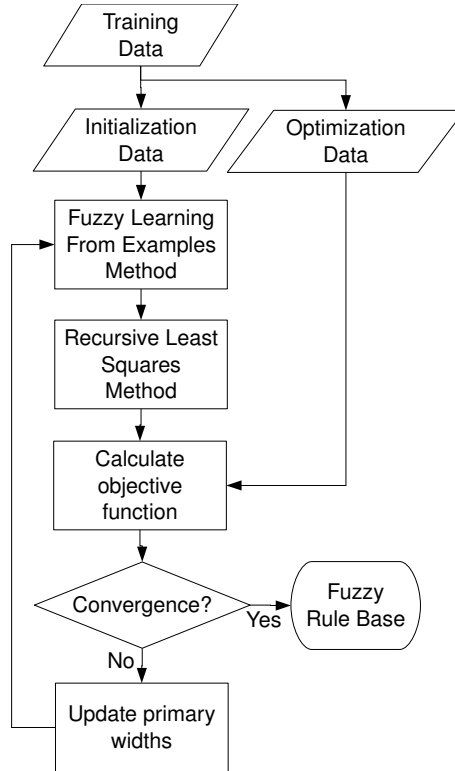 Training
Data
Initialization
Data
Optimization
Data
Fuzzy Learning
From Examples
Method
Recursive Least
Squares
Method
Calculate
objective
function
Convergence?
Yes
Fuzzy
Rule Base
No
Update primary
widths